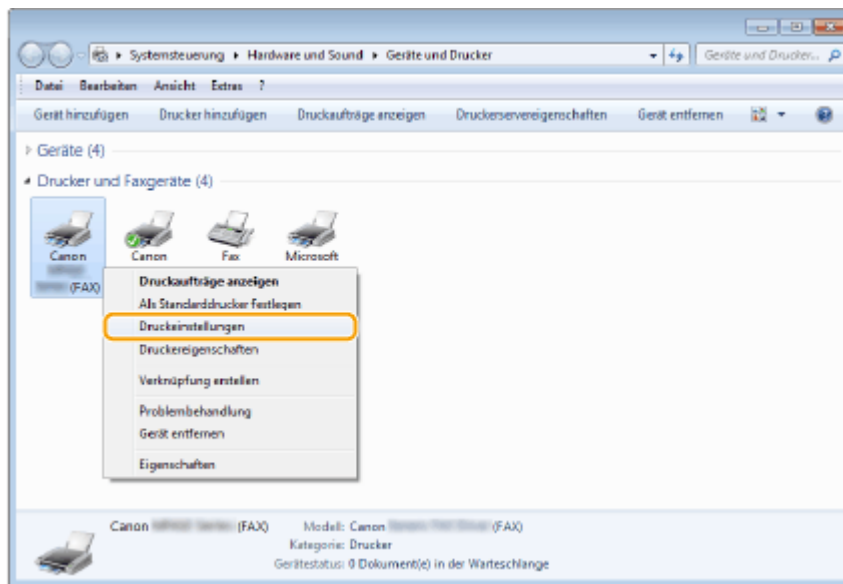 Systemsteuerung ▸ Hardware und Sound ▸ Geräte und Drucker Geräte und Drucker...
Datei Bearbeiten Ansicht Extras ?
Gerät hinzufügen Drucker hinzufügen Druckaufträge anzeigen Druckerservereigenschaften Gerät entfernen
Geräte (4)
Drucker und Faxgeräte (4)
Canon Canon Fax Microsoft
(FAX)
Druckaufträge anzeigen
Als Standarddrucker festlegen
Druckeinstellungen
Druckereigenschaften
Verknüpfung erstellen
Problembehandlung
Gerät entfernen
Eigenschaften
Canon (FAX) Modell: Canon (FAX)
Kategorie: Drucker
Gerätestatus: 0 Dokument(e) in der Warteschlange